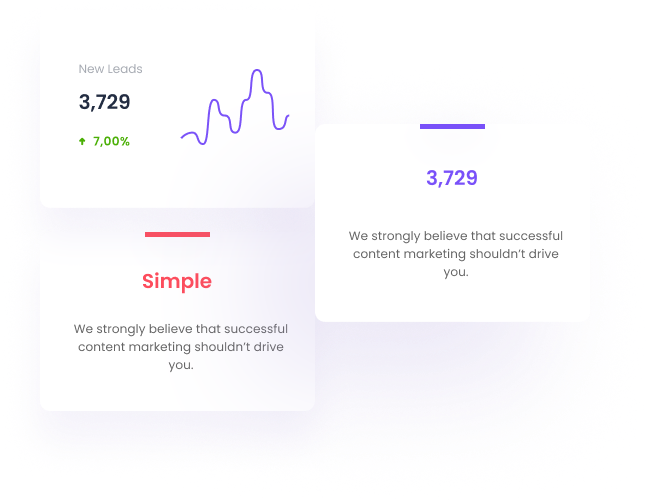 New Leads
3,729
7,00%
Simple
We strongly believe that successful
content marketing shouldn't drive
you.
3,729
We strongly believe that successful
content marketing shouldn't drive
you.